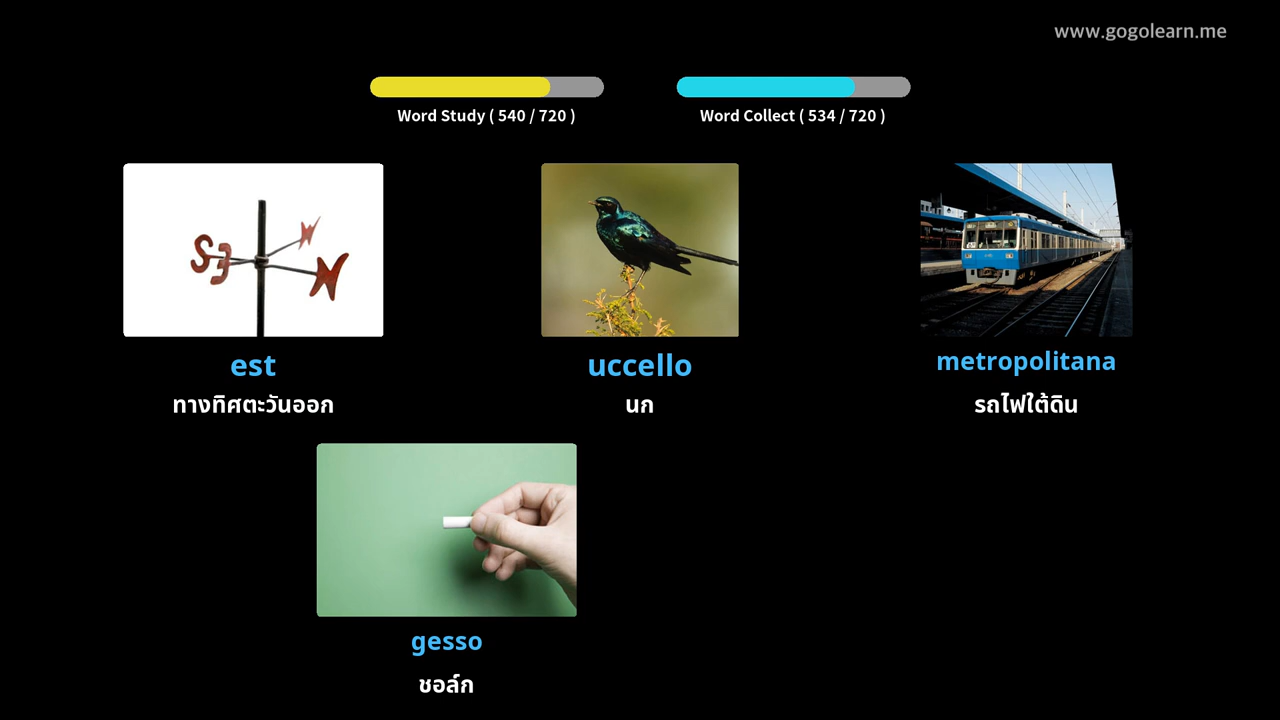 www.gogolearn.me
Word Study ( 540 / 720 )
Word Collect ( 534 / 720 )
S E N
est
uccello
metropolitana
ทางทิศตะวันออก
นก
รถไฟใต้ดิน
gesso
ชอล์ก